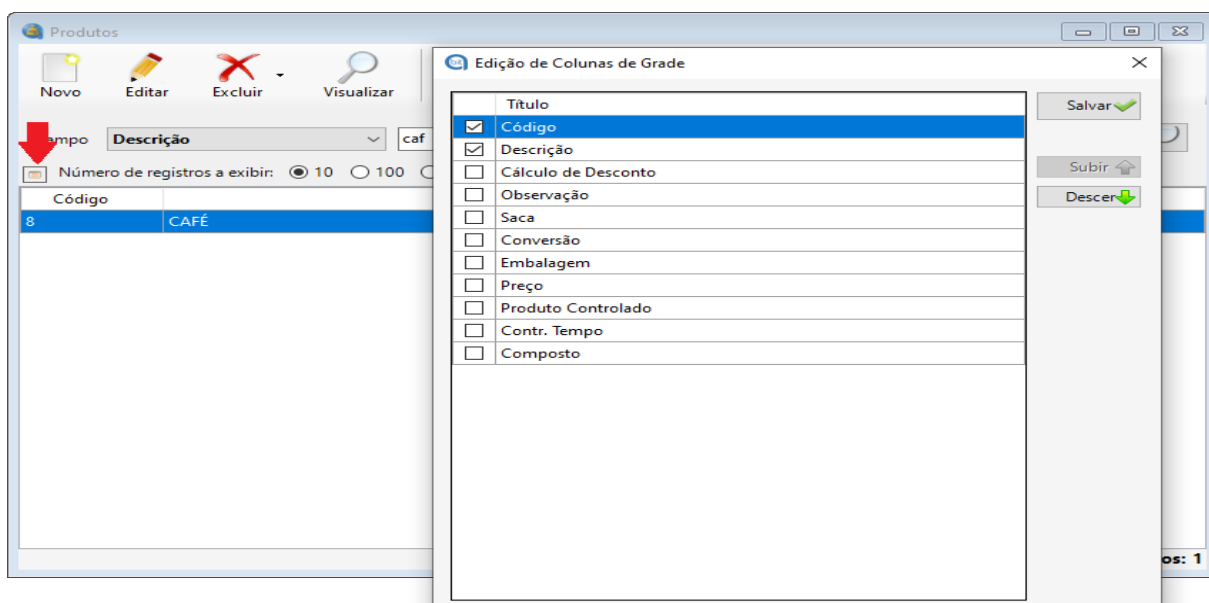 Produtos
Edição de Colunas de Grade
Novo Editar Excluir Visualizar
Título
Salvar
Campo Descrição caf
Código
Descrição
Número de registros a exibir: 10 100
Cálculo de Desconto
Subir
Código
Observação
Descer
8 CAFÉ
Saca
Conversão
Embalagem
Preço
Produto Controlado
Contr. Tempo
Composto
os: 1